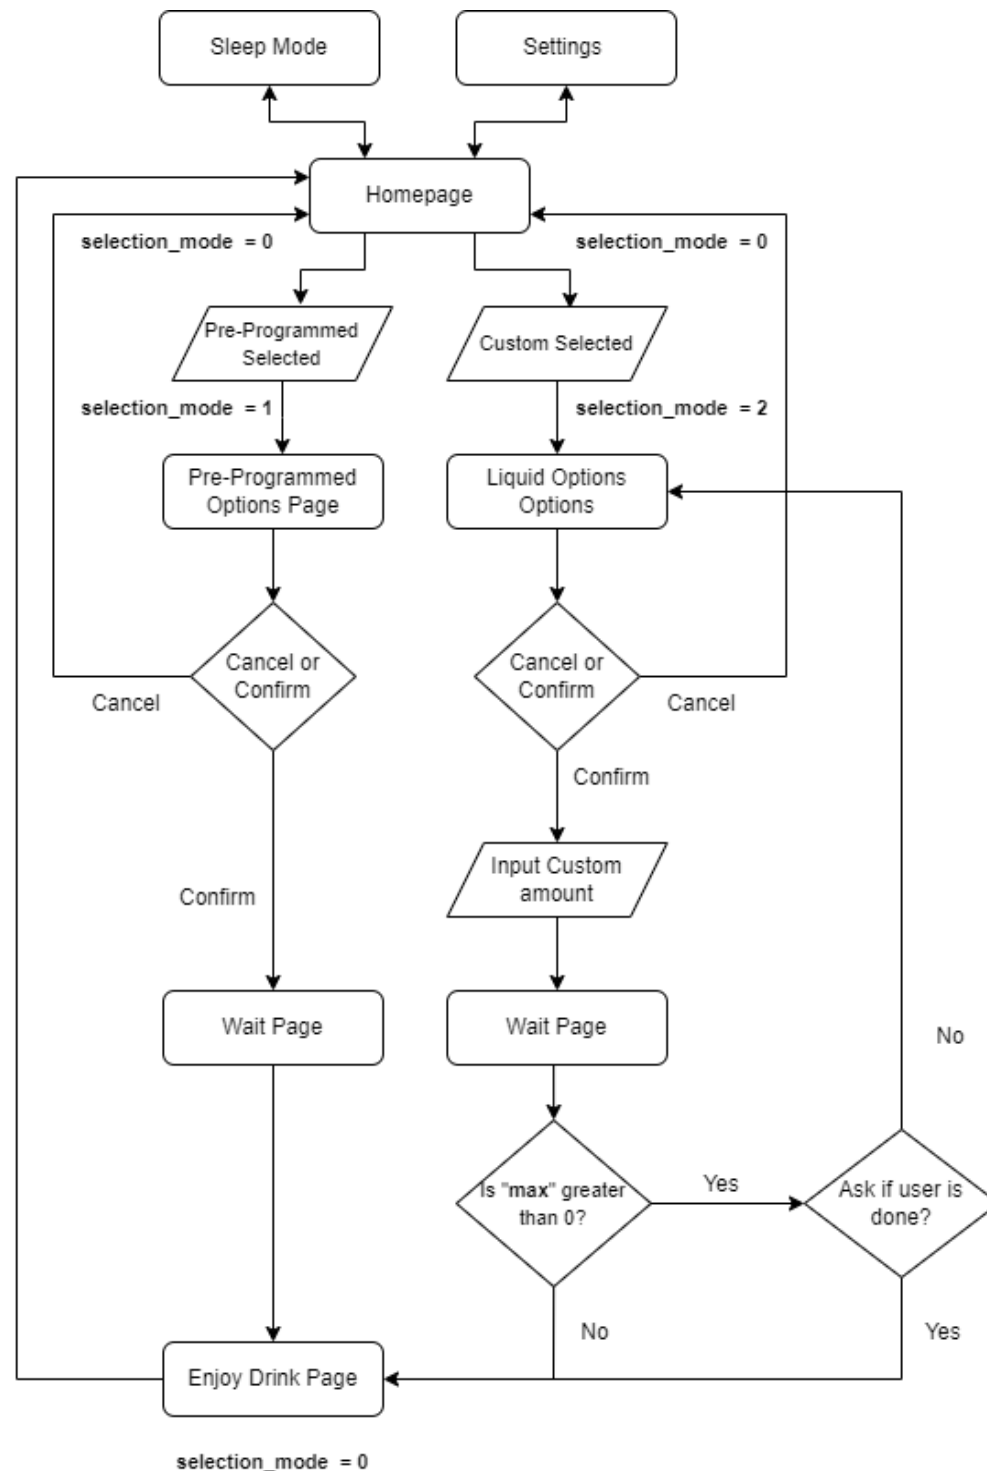 Sleep Mode
Settings
Homepage
selection_mode = 0
selection_mode = 0
Pre-Programmed
Selected
Custom Selected
selection_mode = 1
selection_mode = 2
Pre-Programmed
Options Page
Liquid Options
Options
Cancel or
Confirm
Cancel or
Confirm
Cancel
Cancel
Confirm
Input Custom
amount
Confirm
Wait Page
Wait Page
No
Is "max" greater
than 0?
Yes
Ask if user is
done?
No
Yes
Enjoy Drink Page
selection_mode = 0